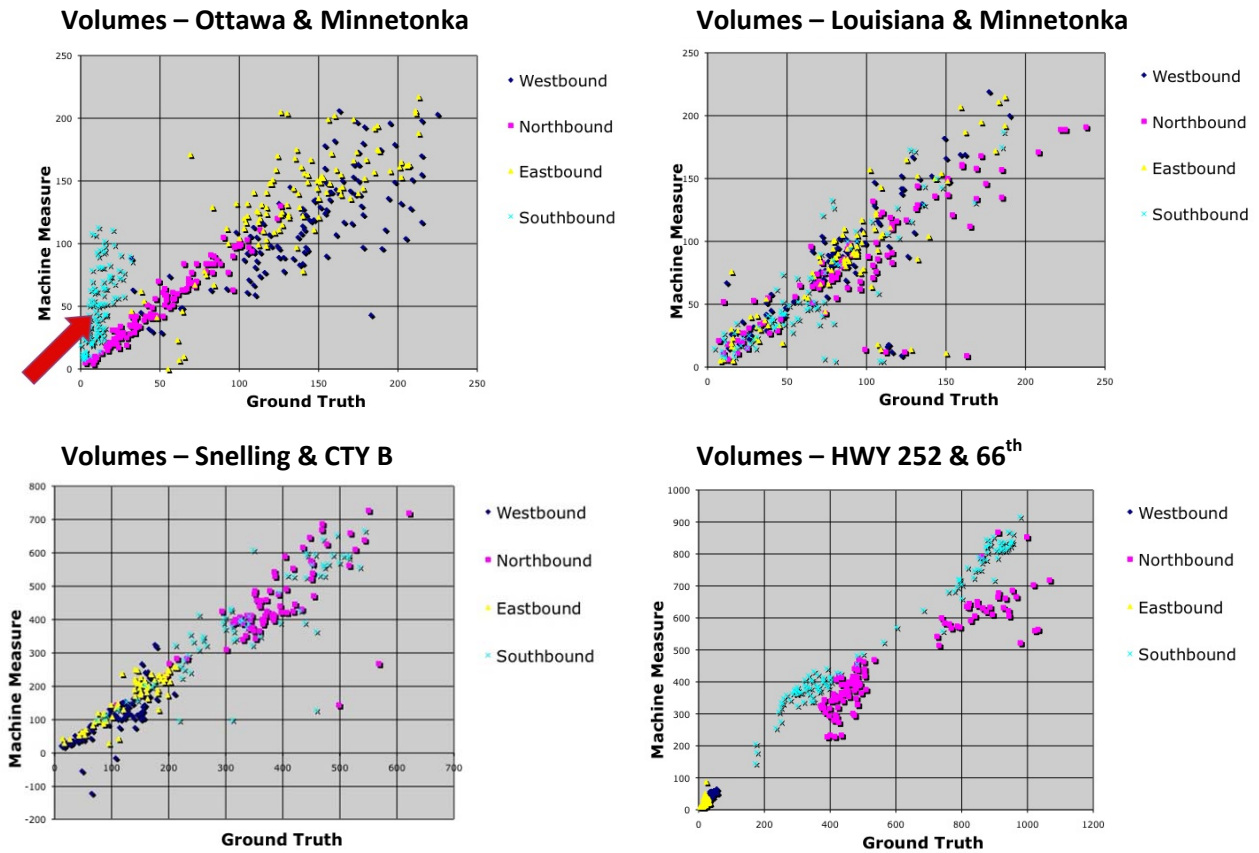 Volumes – Ottawa & Minnetonka
250
200
150
100
50
0
0 50 100 150 200 250
Machine Measure
Ground Truth
Westbound
Northbound
Eastbound
Southbound
Volumes – Louisiana & Minnetonka
250
200
150
100
50
0
0 50 100 150 200 250
Machine Measure
Ground Truth
Westbound
Northbound
Eastbound
Southbound
Volumes – Snelling & CTY B
800
700
600
500
400
300
200
100
0
-100
-200
0 100 200 300 400 500 600 700
Machine Measure
Ground Truth
Westbound
Northbound
Eastbound
Southbound
Volumes – HWY 252 & 66th
1000
900
800
700
600
500
400
300
200
100
0
0 200 400 600 800 1000 1200
Machine Measure
Ground Truth
Westbound
Northbound
Eastbound
Southbound